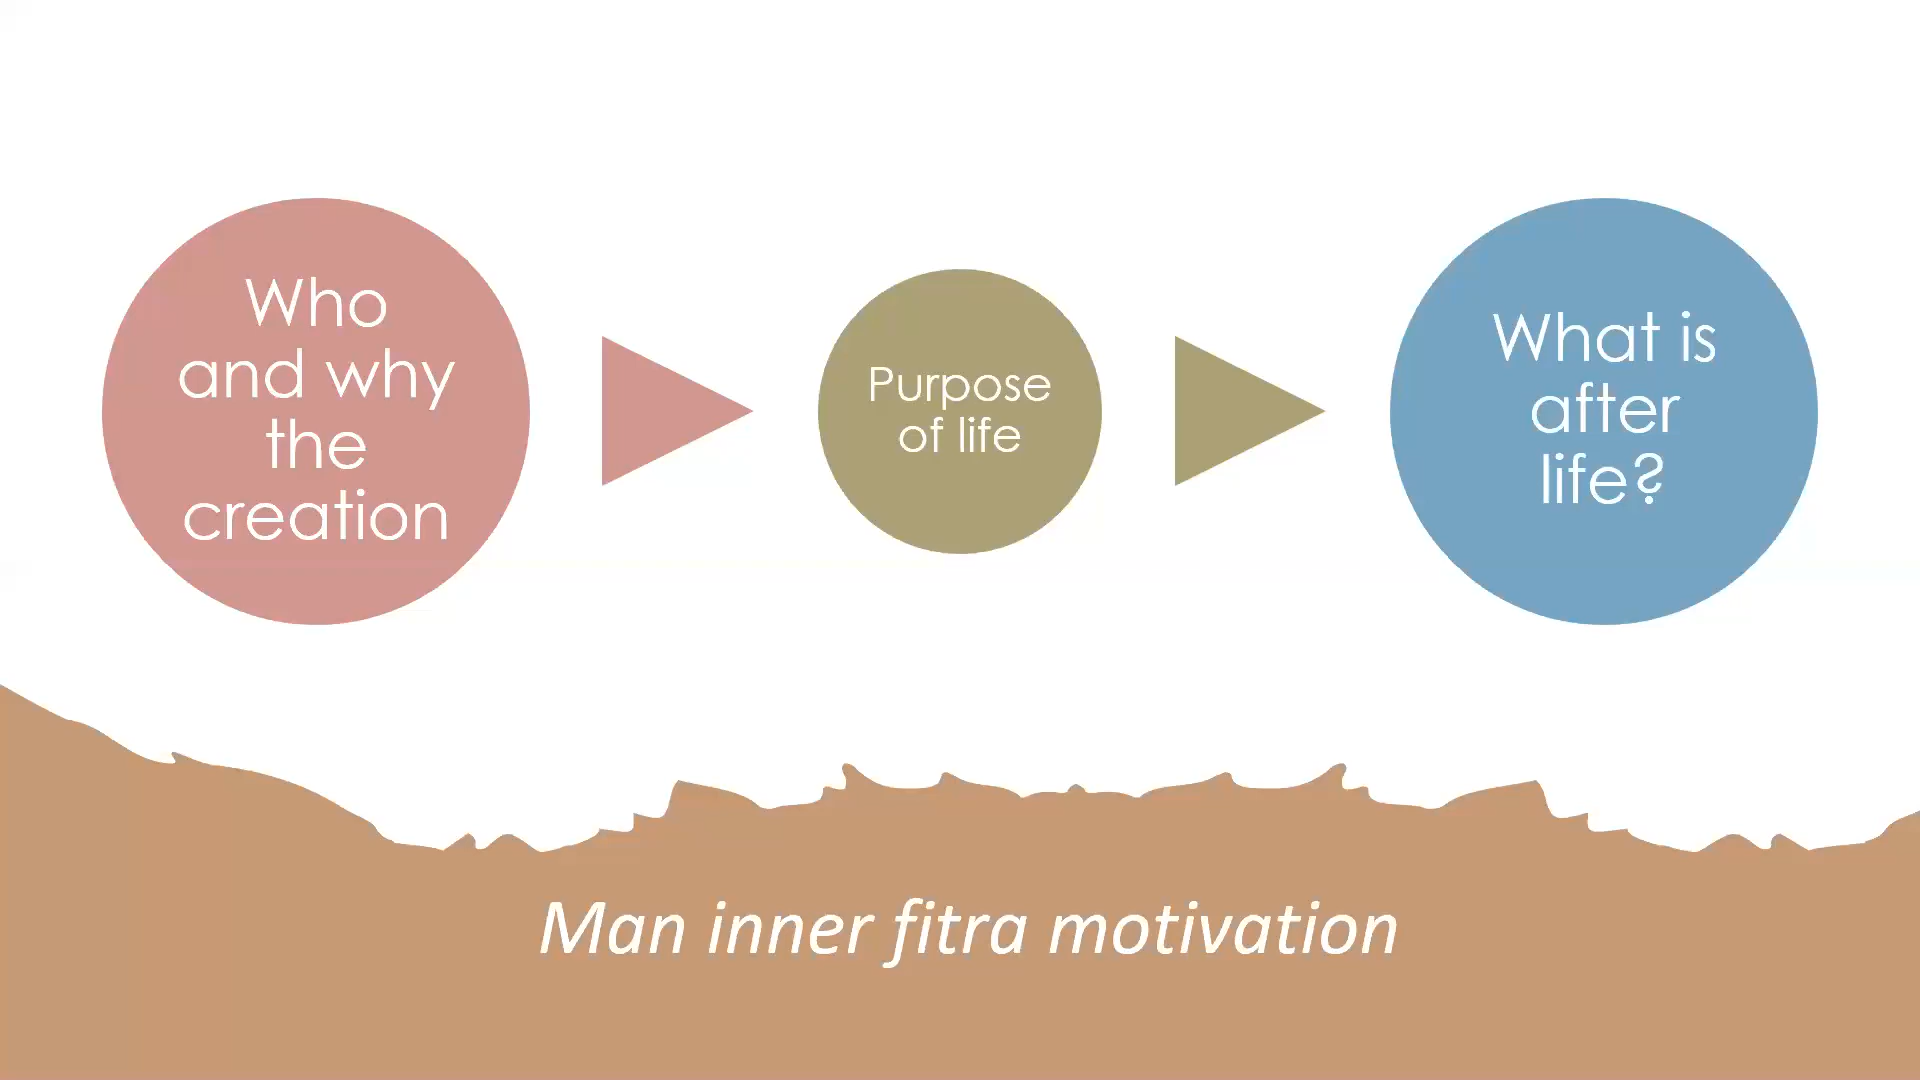 Who
and why
the
creation
Purpose
of life
What is
after
life?
Man inner fitra motivation